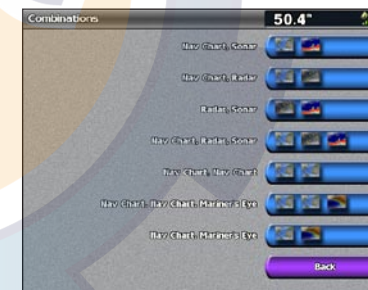 Combinations
50.4"
Nav Chart, Sonar
Nav Chart, Radar
Radar, Sonar
Nav Chart, Radar, Sonar
Nav Chart, Nav Chart
Nav Chart, Nav Chart, Mariner's Eye
Nav Chart, Mariner's Eye
Back